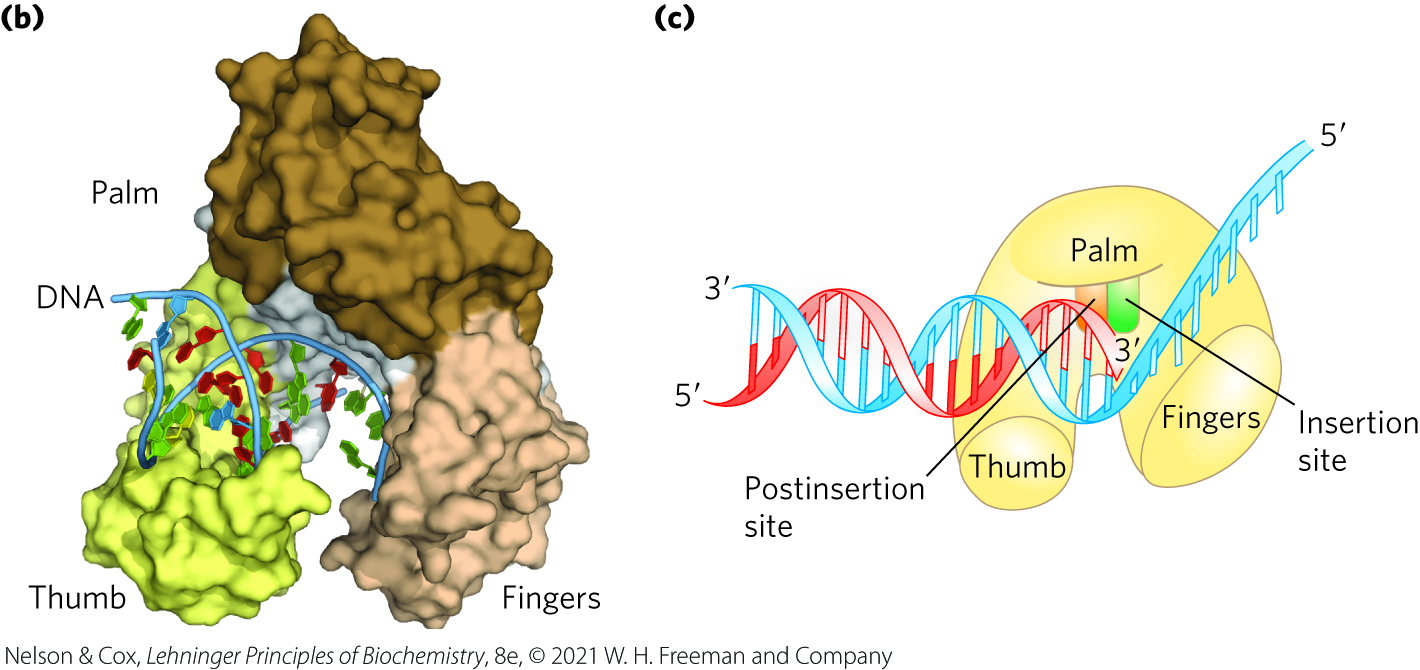 (b)
Palm
DNA
Thumb
Fingers
(c)
5′
Palm
3′
3′
5′
Fingers
Insertion
site
Thumb
Postinsertion
site
Nelson & Cox, Lehninger Principles of Biochemistry, 8e, © 2021 W. H. Freeman and Company